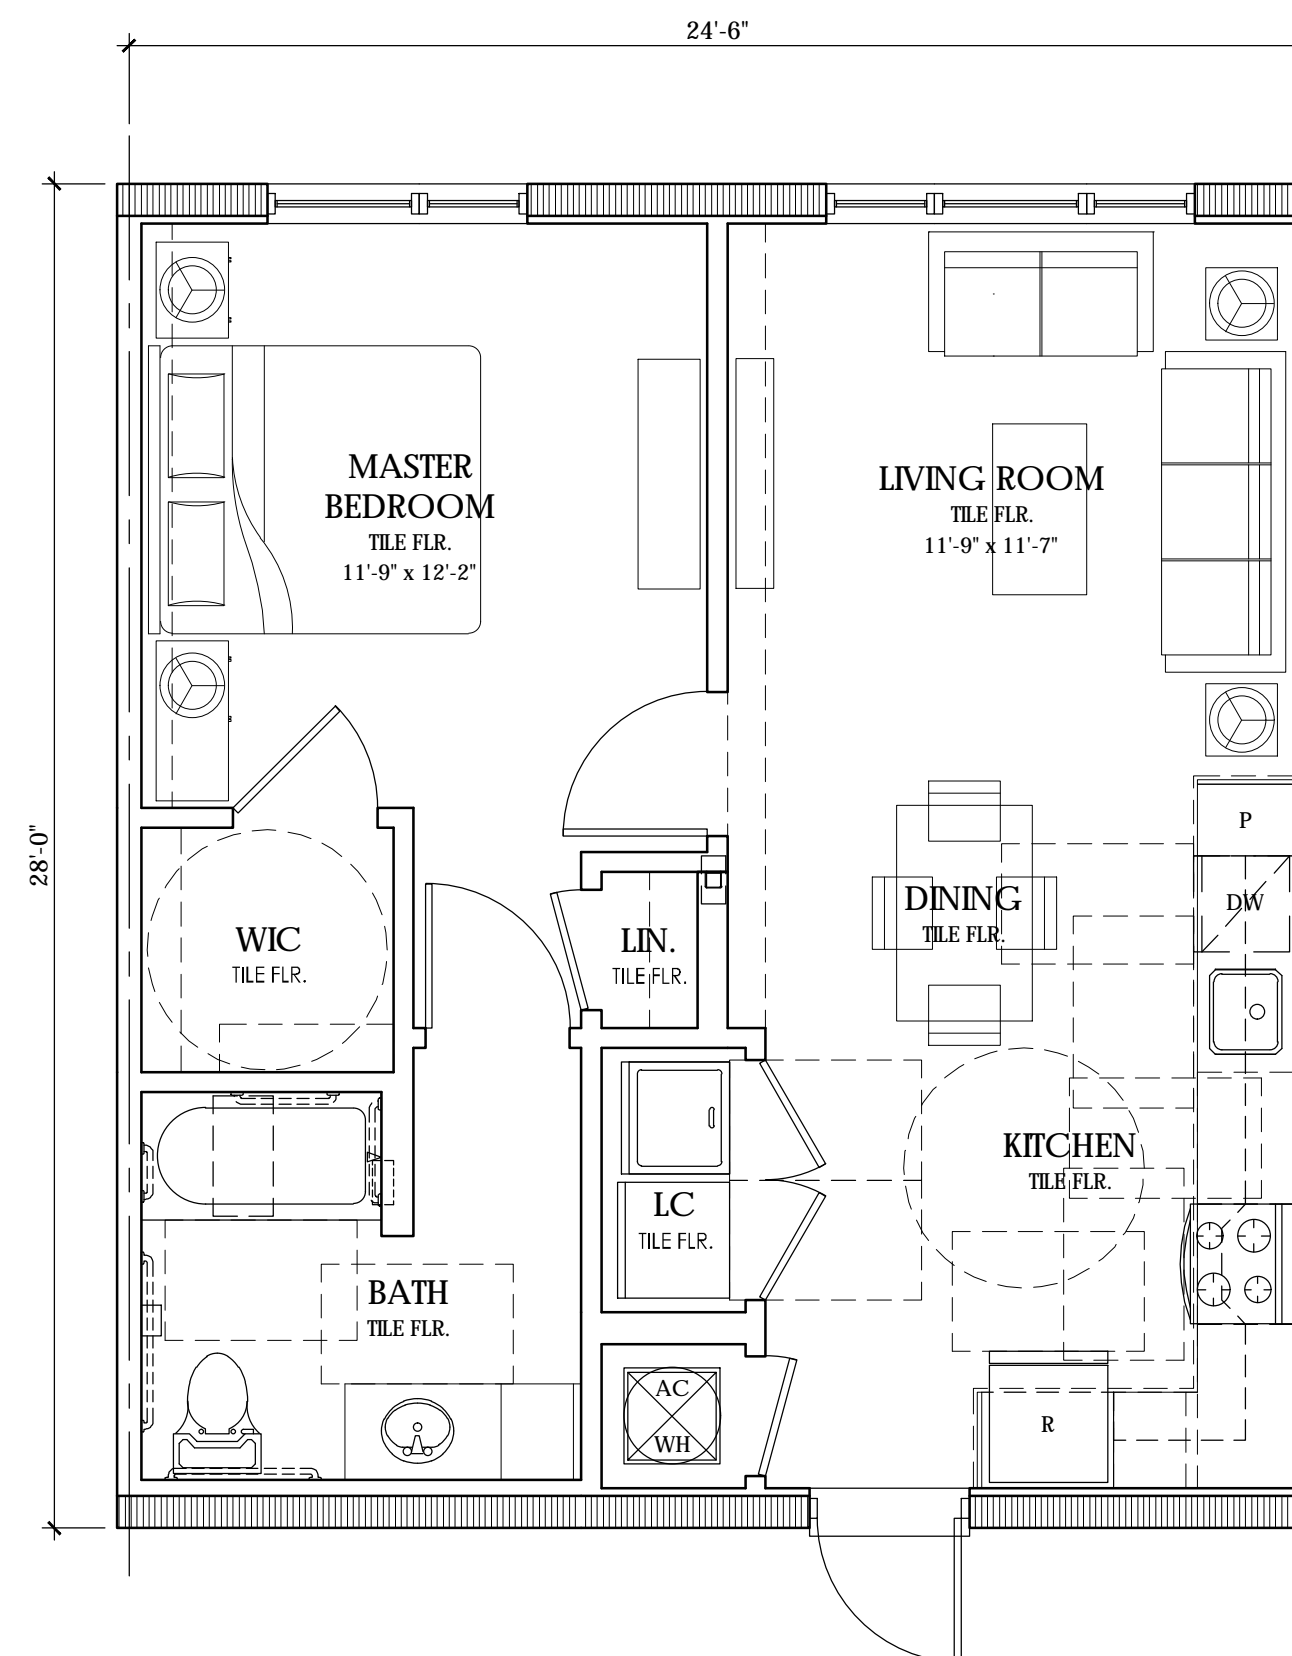 24'-6"
28'-0"
MASTER
BEDROOM
TILE FLR.
11'-9" x 12'-2"
LIVING ROOM
TILE FLR.
11'-9" x 11'-7"
P
DW
DINING
TILE FLR.
WIC
TILE FLR.
LIN.
TILE FLR.
KITCHEN
TILE FLR.
LC
TILE FLR.
BATH
TILE FLR.
AC
WH
R